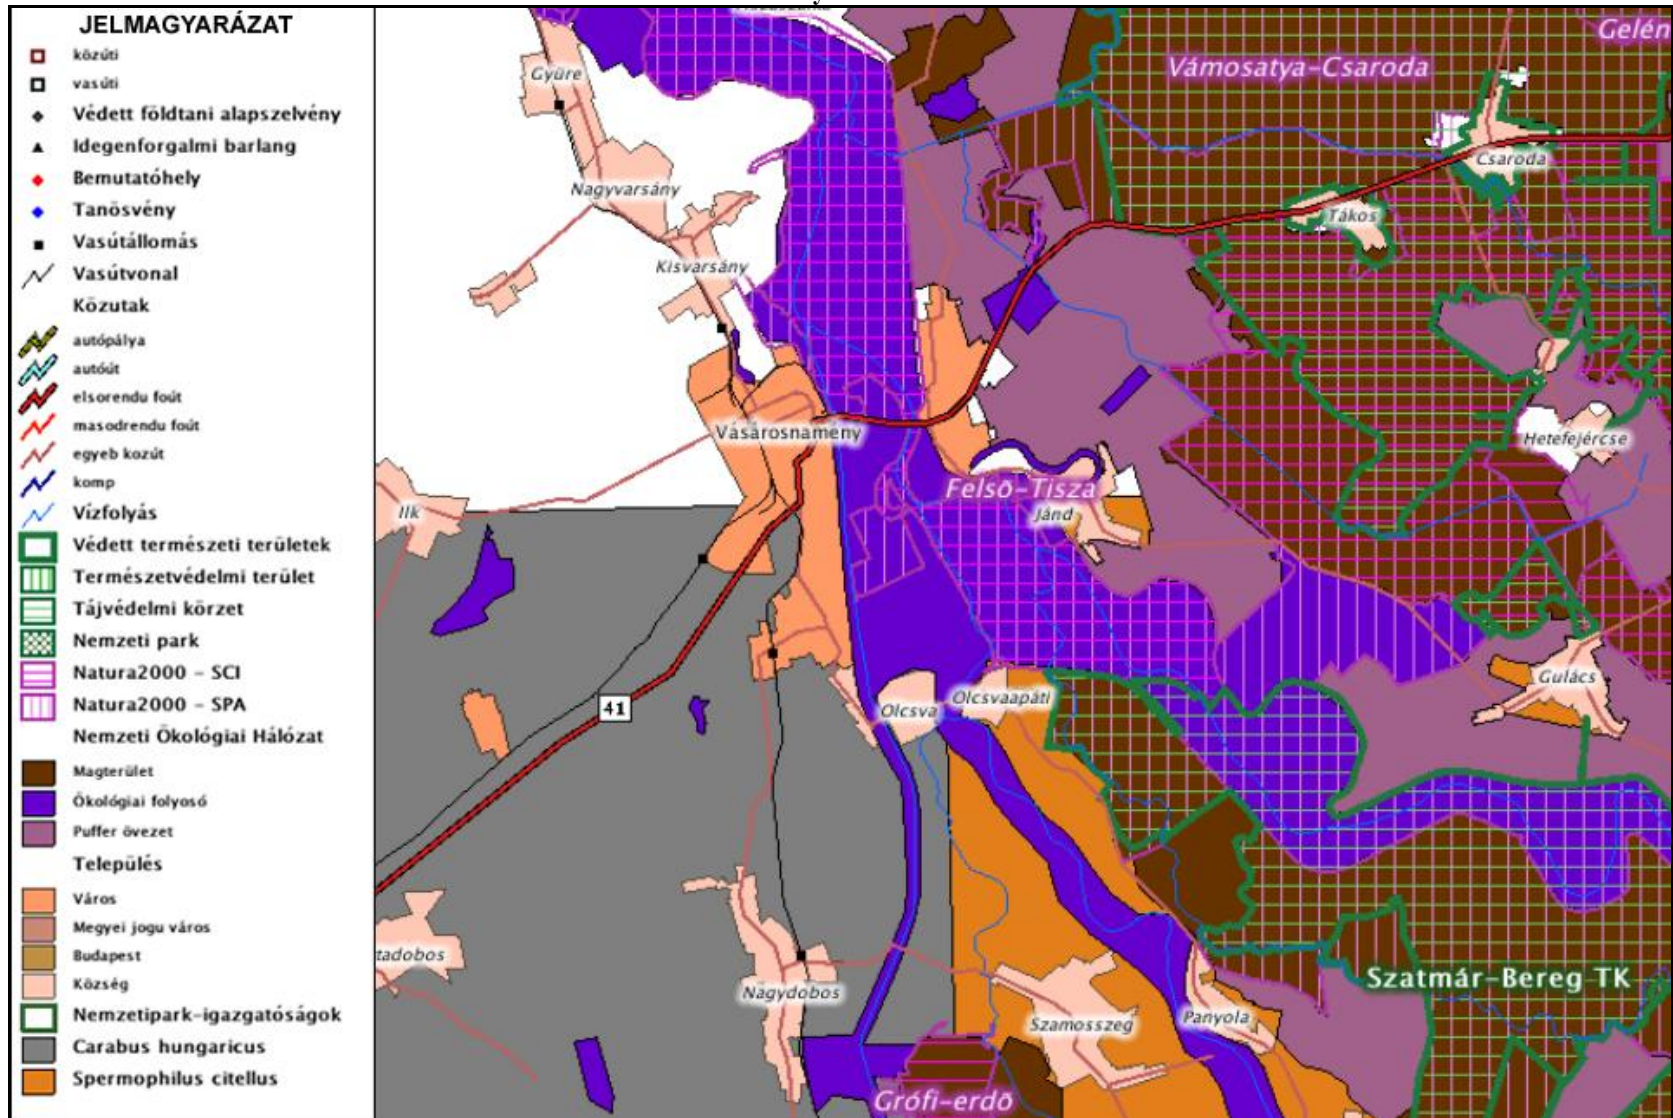 JELMAGYARÁZAT
közúti
vasúti
Védett földtani alapszelvény
Idegenforgalmi barlang
Bemutatóhely
Tanösvény
Vasútállomás
Vasútvonal
Közutak
autópálya
autóút
elsorendu foút
masodrendu foút
egyeb kozút
komp
Vízfolyás
Védett természeti területek
Természetvédelmi terület
Tájvédelmi körzet
Nemzeti park
Natura2000 - SCI
Natura2000 - SPA
Nemzeti Ökológiai Hálózat
Magterület
Ökológiai folyosó
Puffer övezet
Település
Város
Megyei jogu város
Budapest
Község
Nemzetipark-igazgatóságok
Carabus hungaricus
Spermophilus citellus
Gelén
Vámosatya-Csaroda
Gyüre
Csaroda
Nagyvarsány
Tákos
Kisvarsány
Vásárosnamény
Hetefejércse
Felső-Tisza
Ilk
Jánd
Gulács
Olcsvaapáti
Olcsva
41
tadobos
Nagydobos
Szatmár-Bereg TK
Panyola
Szamosszeg
Grófi-erdő